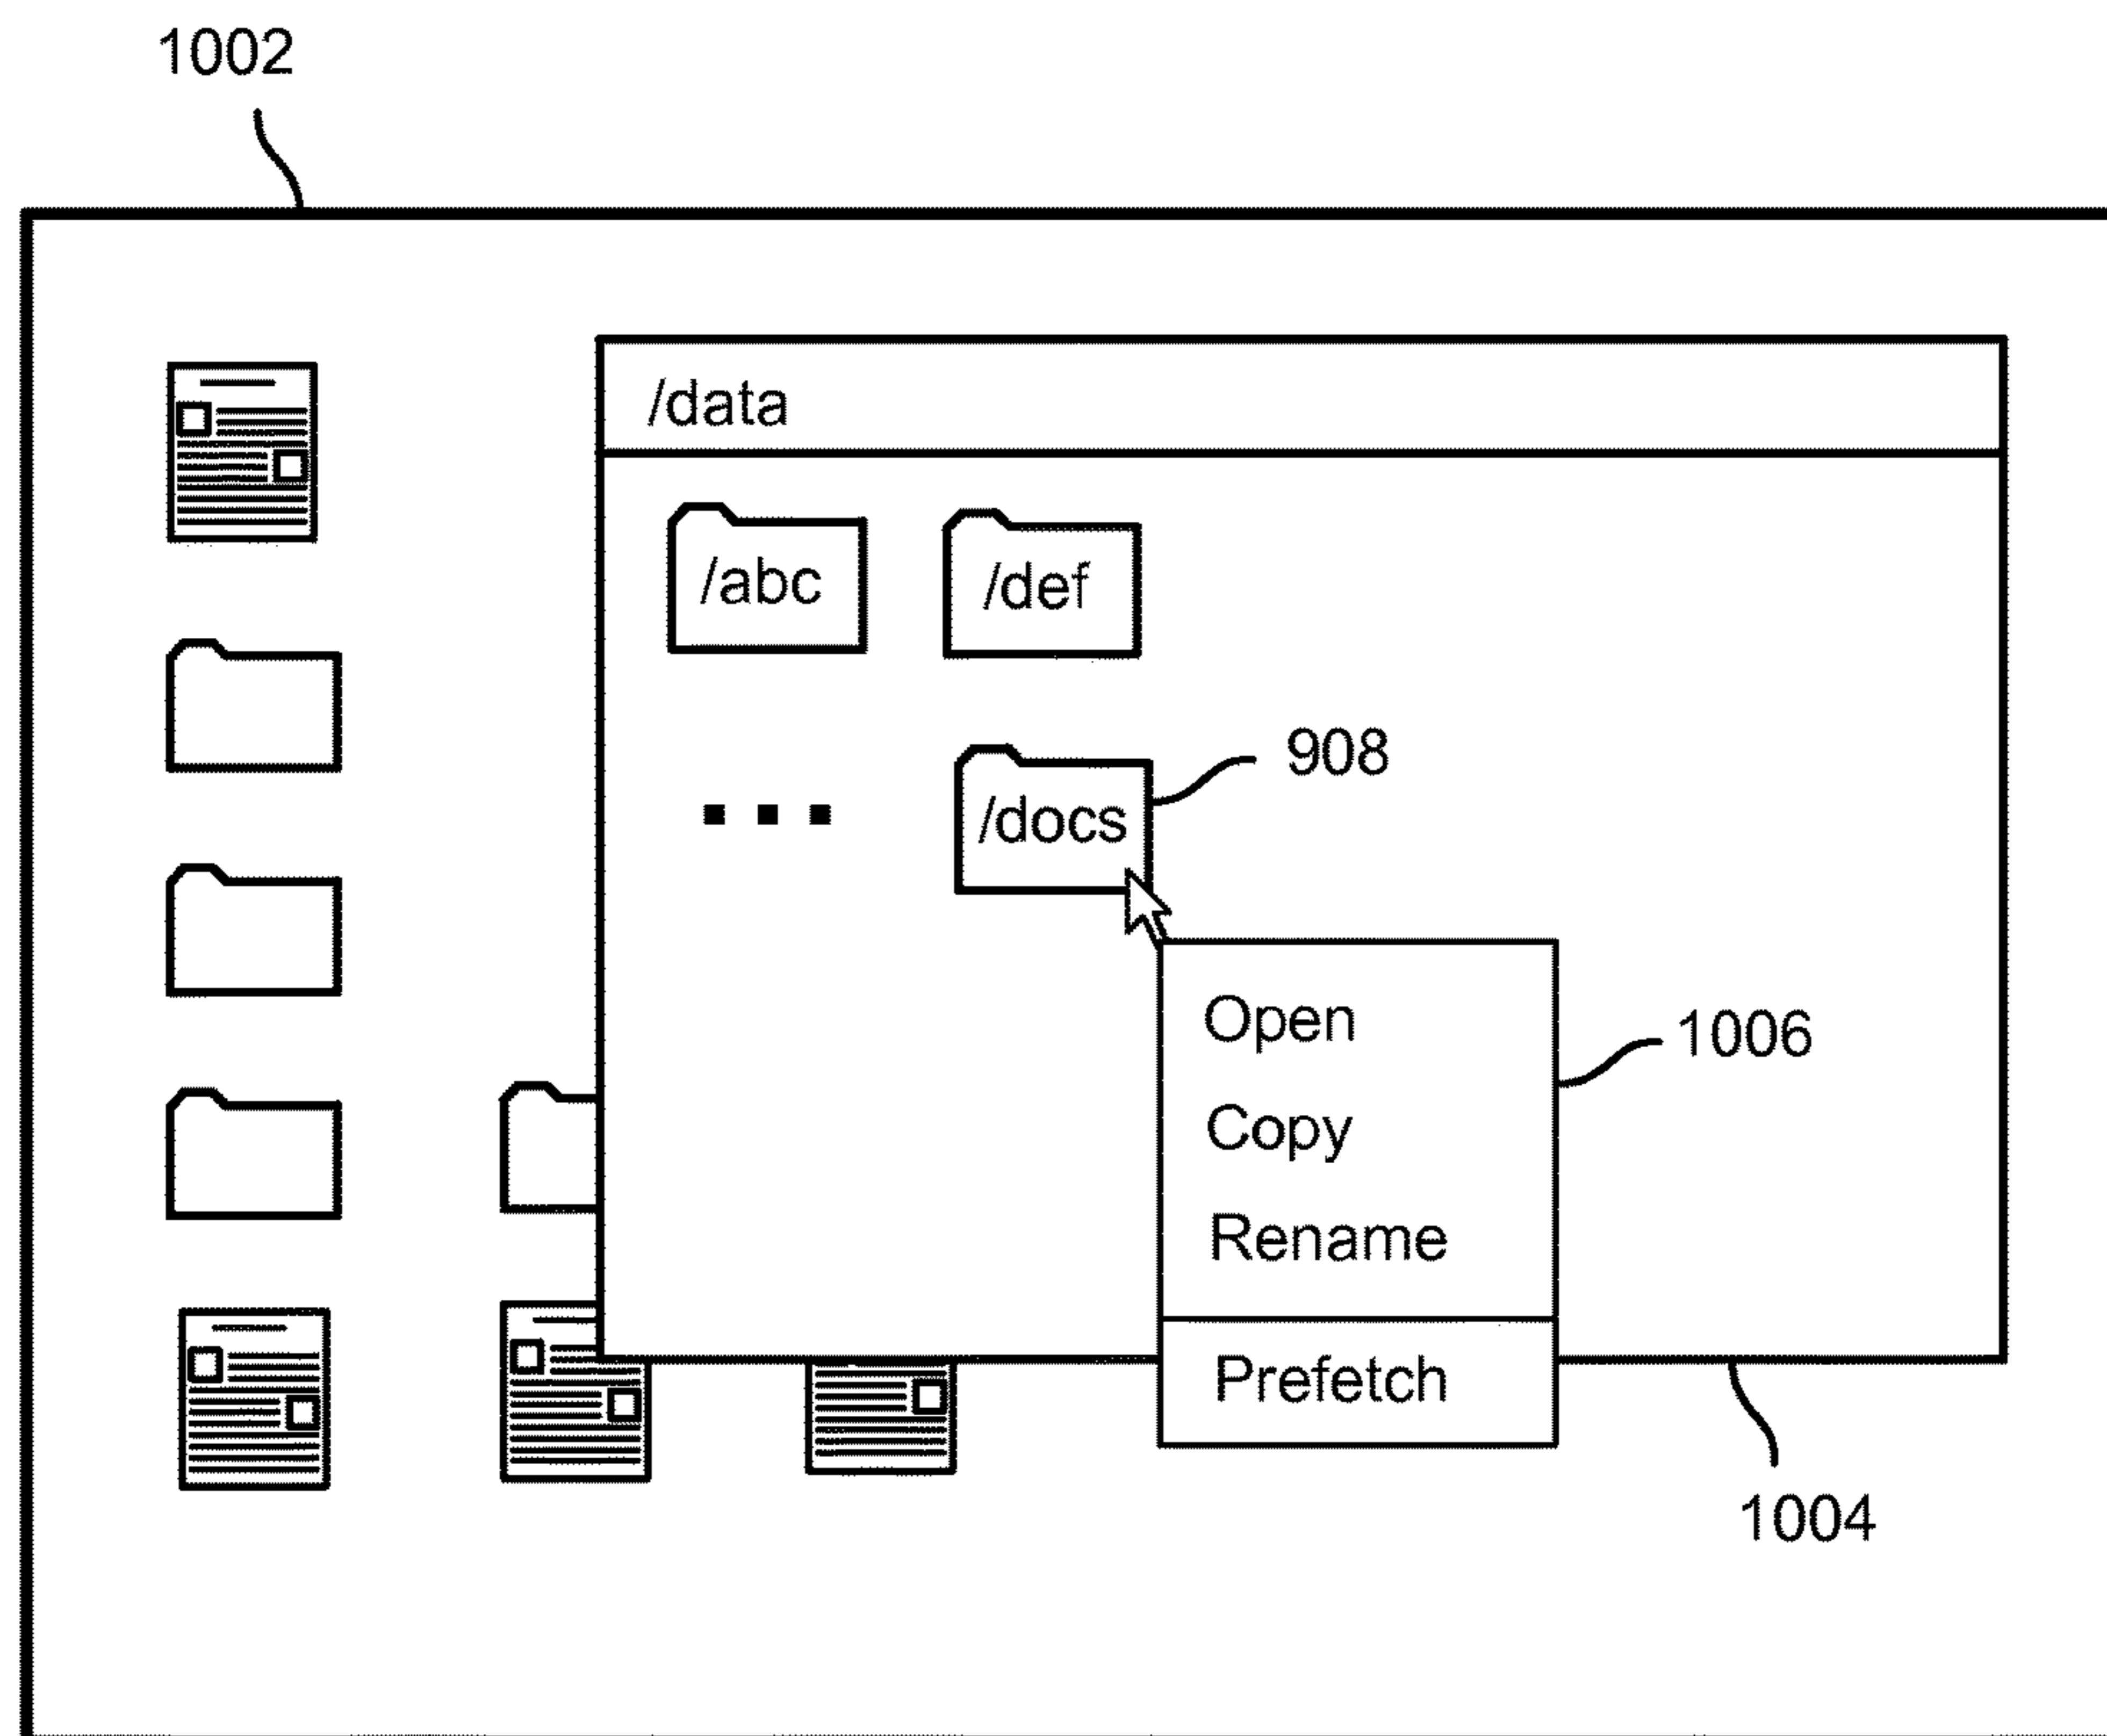 1002
/data
/abc
/def
908
/docs
Open
1006
Copy
Rename
Prefetch
1004